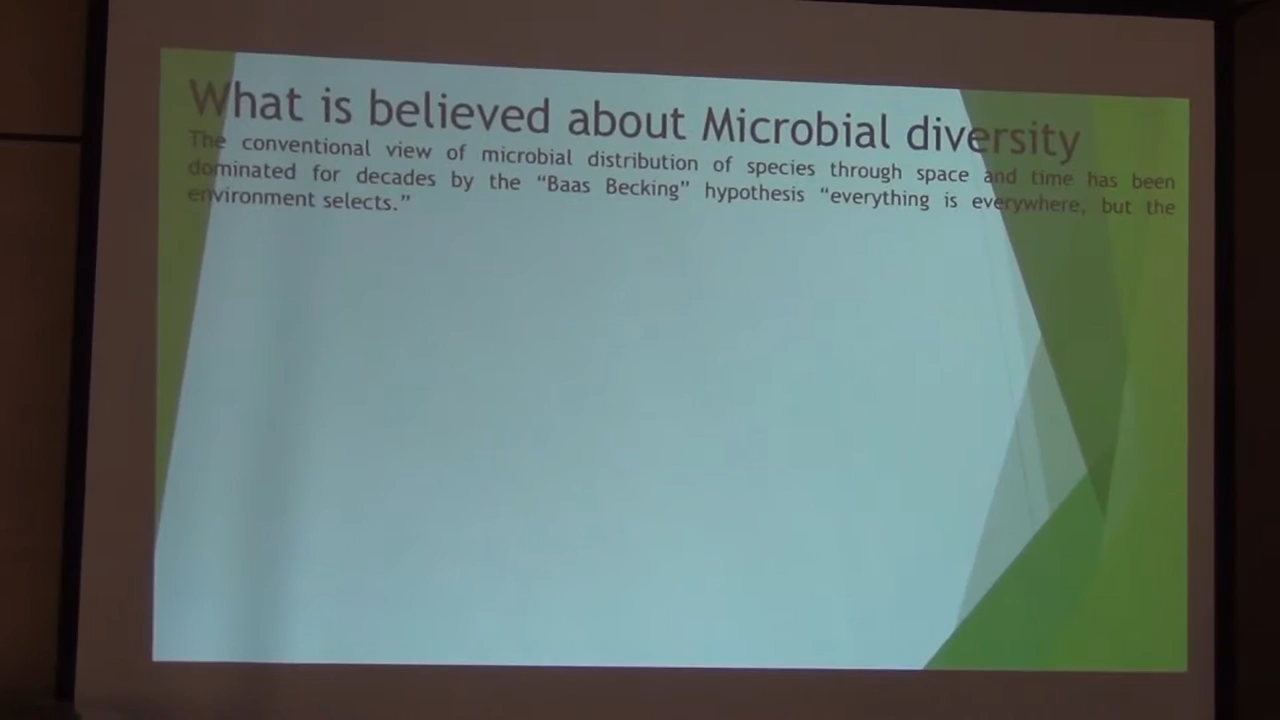 What is believed about Microbial diversity
The conventional view of microbial distribution of species through space and time has been
dominated for decades by the “Baas Becking” hypothesis “everything is everywhere, but the
environment selects.”